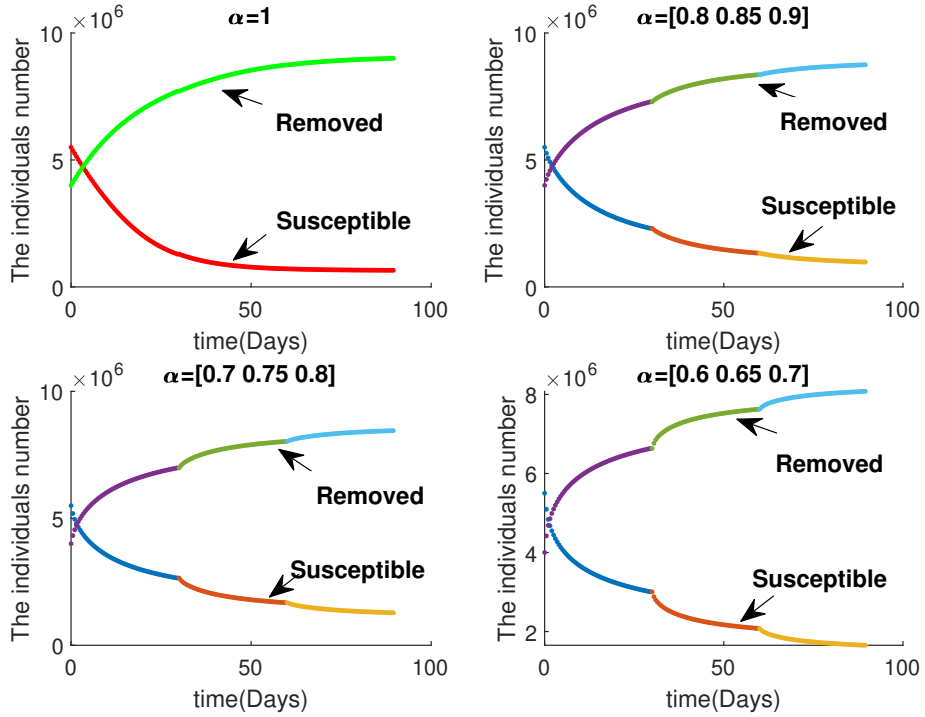 α=1
×10^6
10
5
0
0
50
100
The individuals number
time(Days)
Removed
Susceptible
α=[0.8 0.85 0.9]
×10^6
10
5
0
0
50
100
The individuals number
time(Days)
Removed
Susceptible
α=[0.7 0.75 0.8]
×10^6
10
5
0
0
50
100
The individuals number
time(Days)
Removed
Susceptible
α=[0.6 0.65 0.7]
×10^6
8
6
4
2
0
50
100
The individuals number
time(Days)
Removed
Susceptible